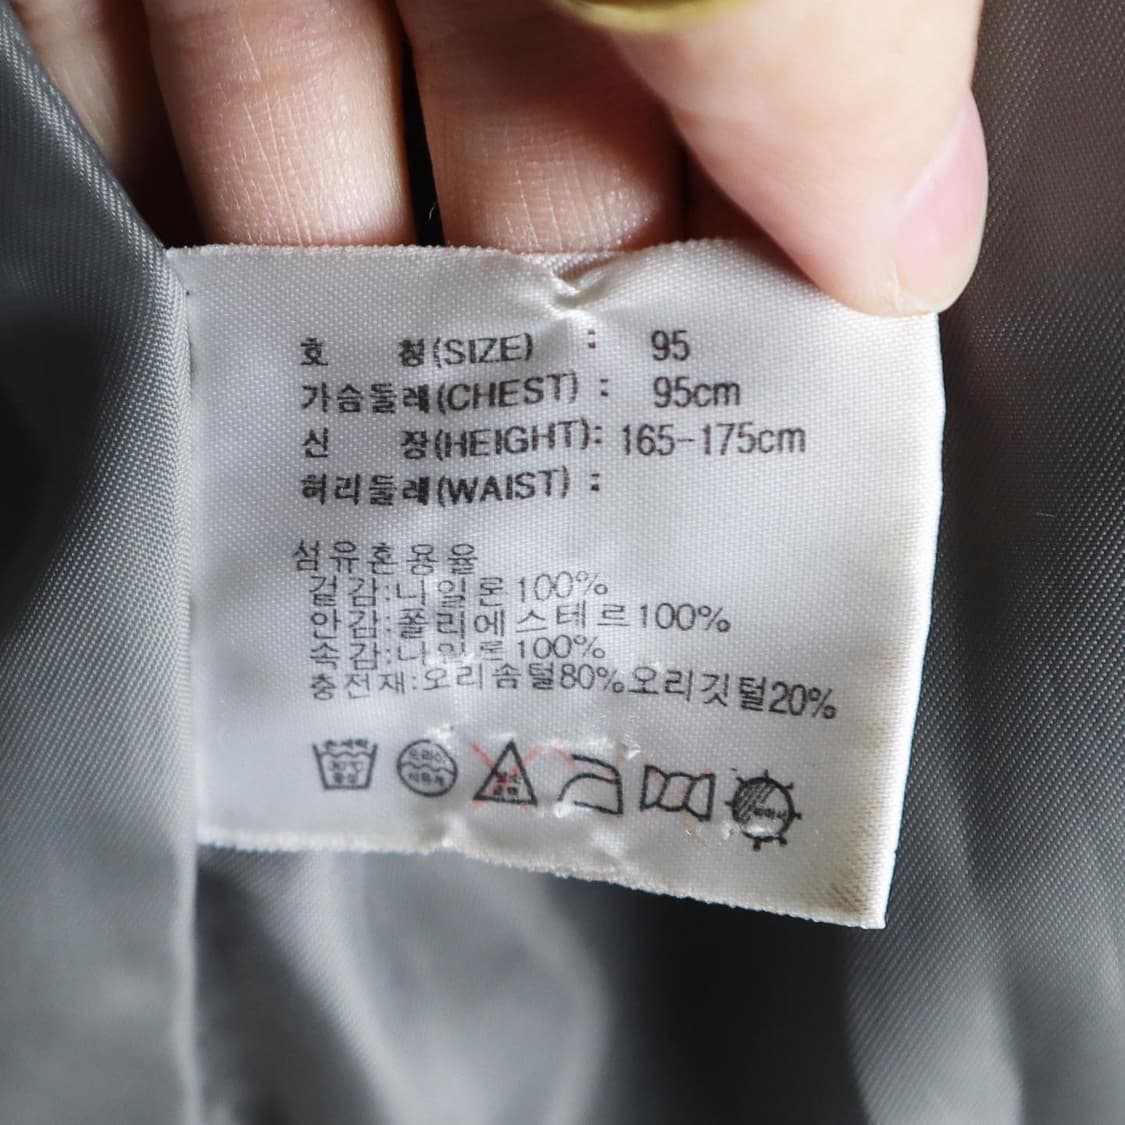 호 칭(SIZE) : 95
가슴둘레(CHEST) : 95cm
신 장(HEIGHT): 165-175cm
허리둘레(WAIST) :
섬유혼용율
겉감:나일론100%
안감:폴리에스테르100%
속감:나일론100%
충전재:오리솜털80%오리깃털20%